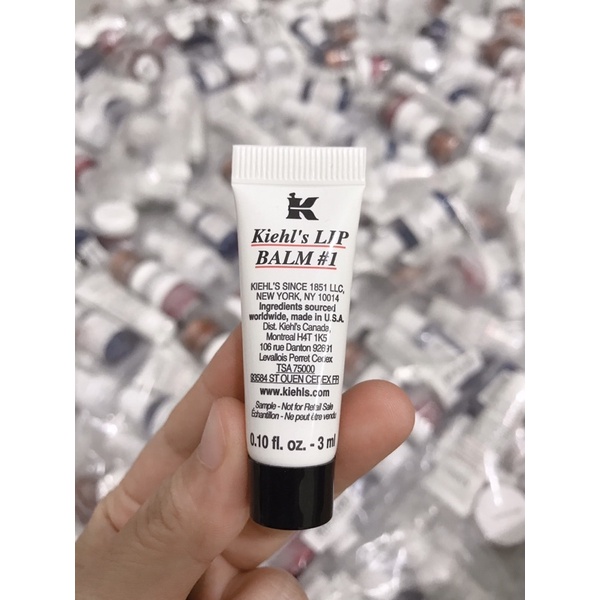 K
Kiehl's LIP
BALM #1
KIEHL'S SINCE 1851 LLC,
NEW YORK, NY 10014
Ingredients sourced
worldwide, made in U.S.A.
Dist. Kiehl's Canada,
Montreal H4T 1K5
106 rue Danton 92691
Levallois Perret Cedex
TSA 75000
93584 ST OUEN CEDEX FR
www.kiehls.com
Sample - Not for Retail Sale
Échantillon - Ne peut être vendu
0.10 fl. oz. - 3 ml